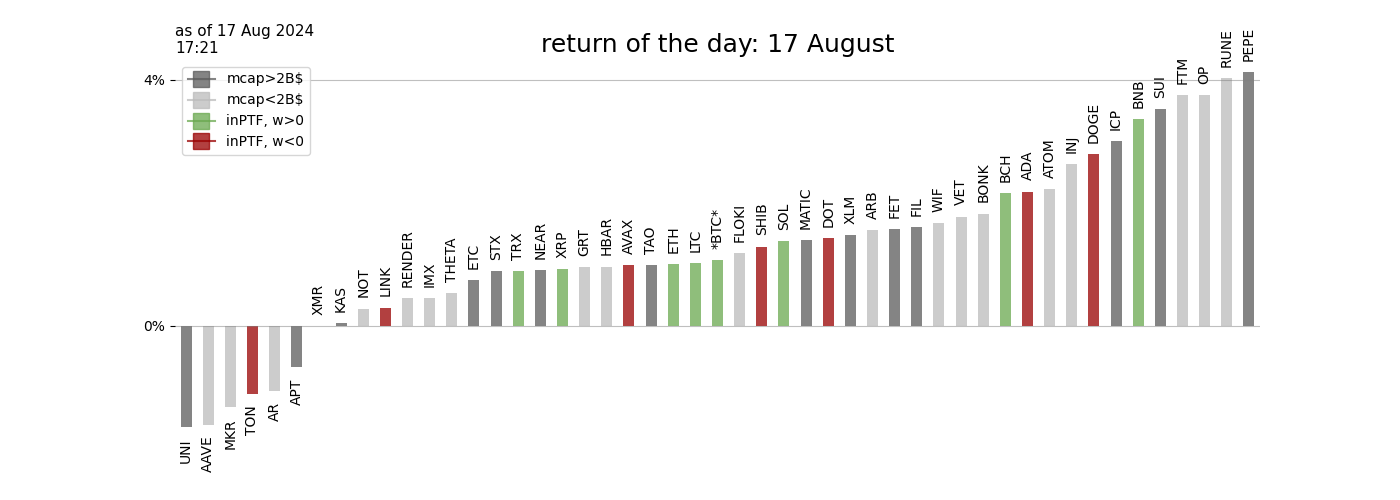 as of 17 Aug 2024
17:21
return of the day: 17 August
mcap>2B$
mcap<2B$
inPTF, w>0
inPTF, w<0
4%
0%
UNI
AAVE
MKR
TON
AR
APT
XMR
KAS
NOT
LINK
RENDER
IMX
THETA
ETC
STX
TRX
NEAR
XRP
GRT
HBAR
AVAX
TAO
ETH
LTC
*BTC*
FLOKI
SHIB
SOL
MATIC
DOT
XLM
ARB
FET
FIL
WIF
VET
BONK
BCH
ADA
ATOM
INJ
DOGE
ICP
BNB
SUI
FTM
OP
RUNE
PEPE